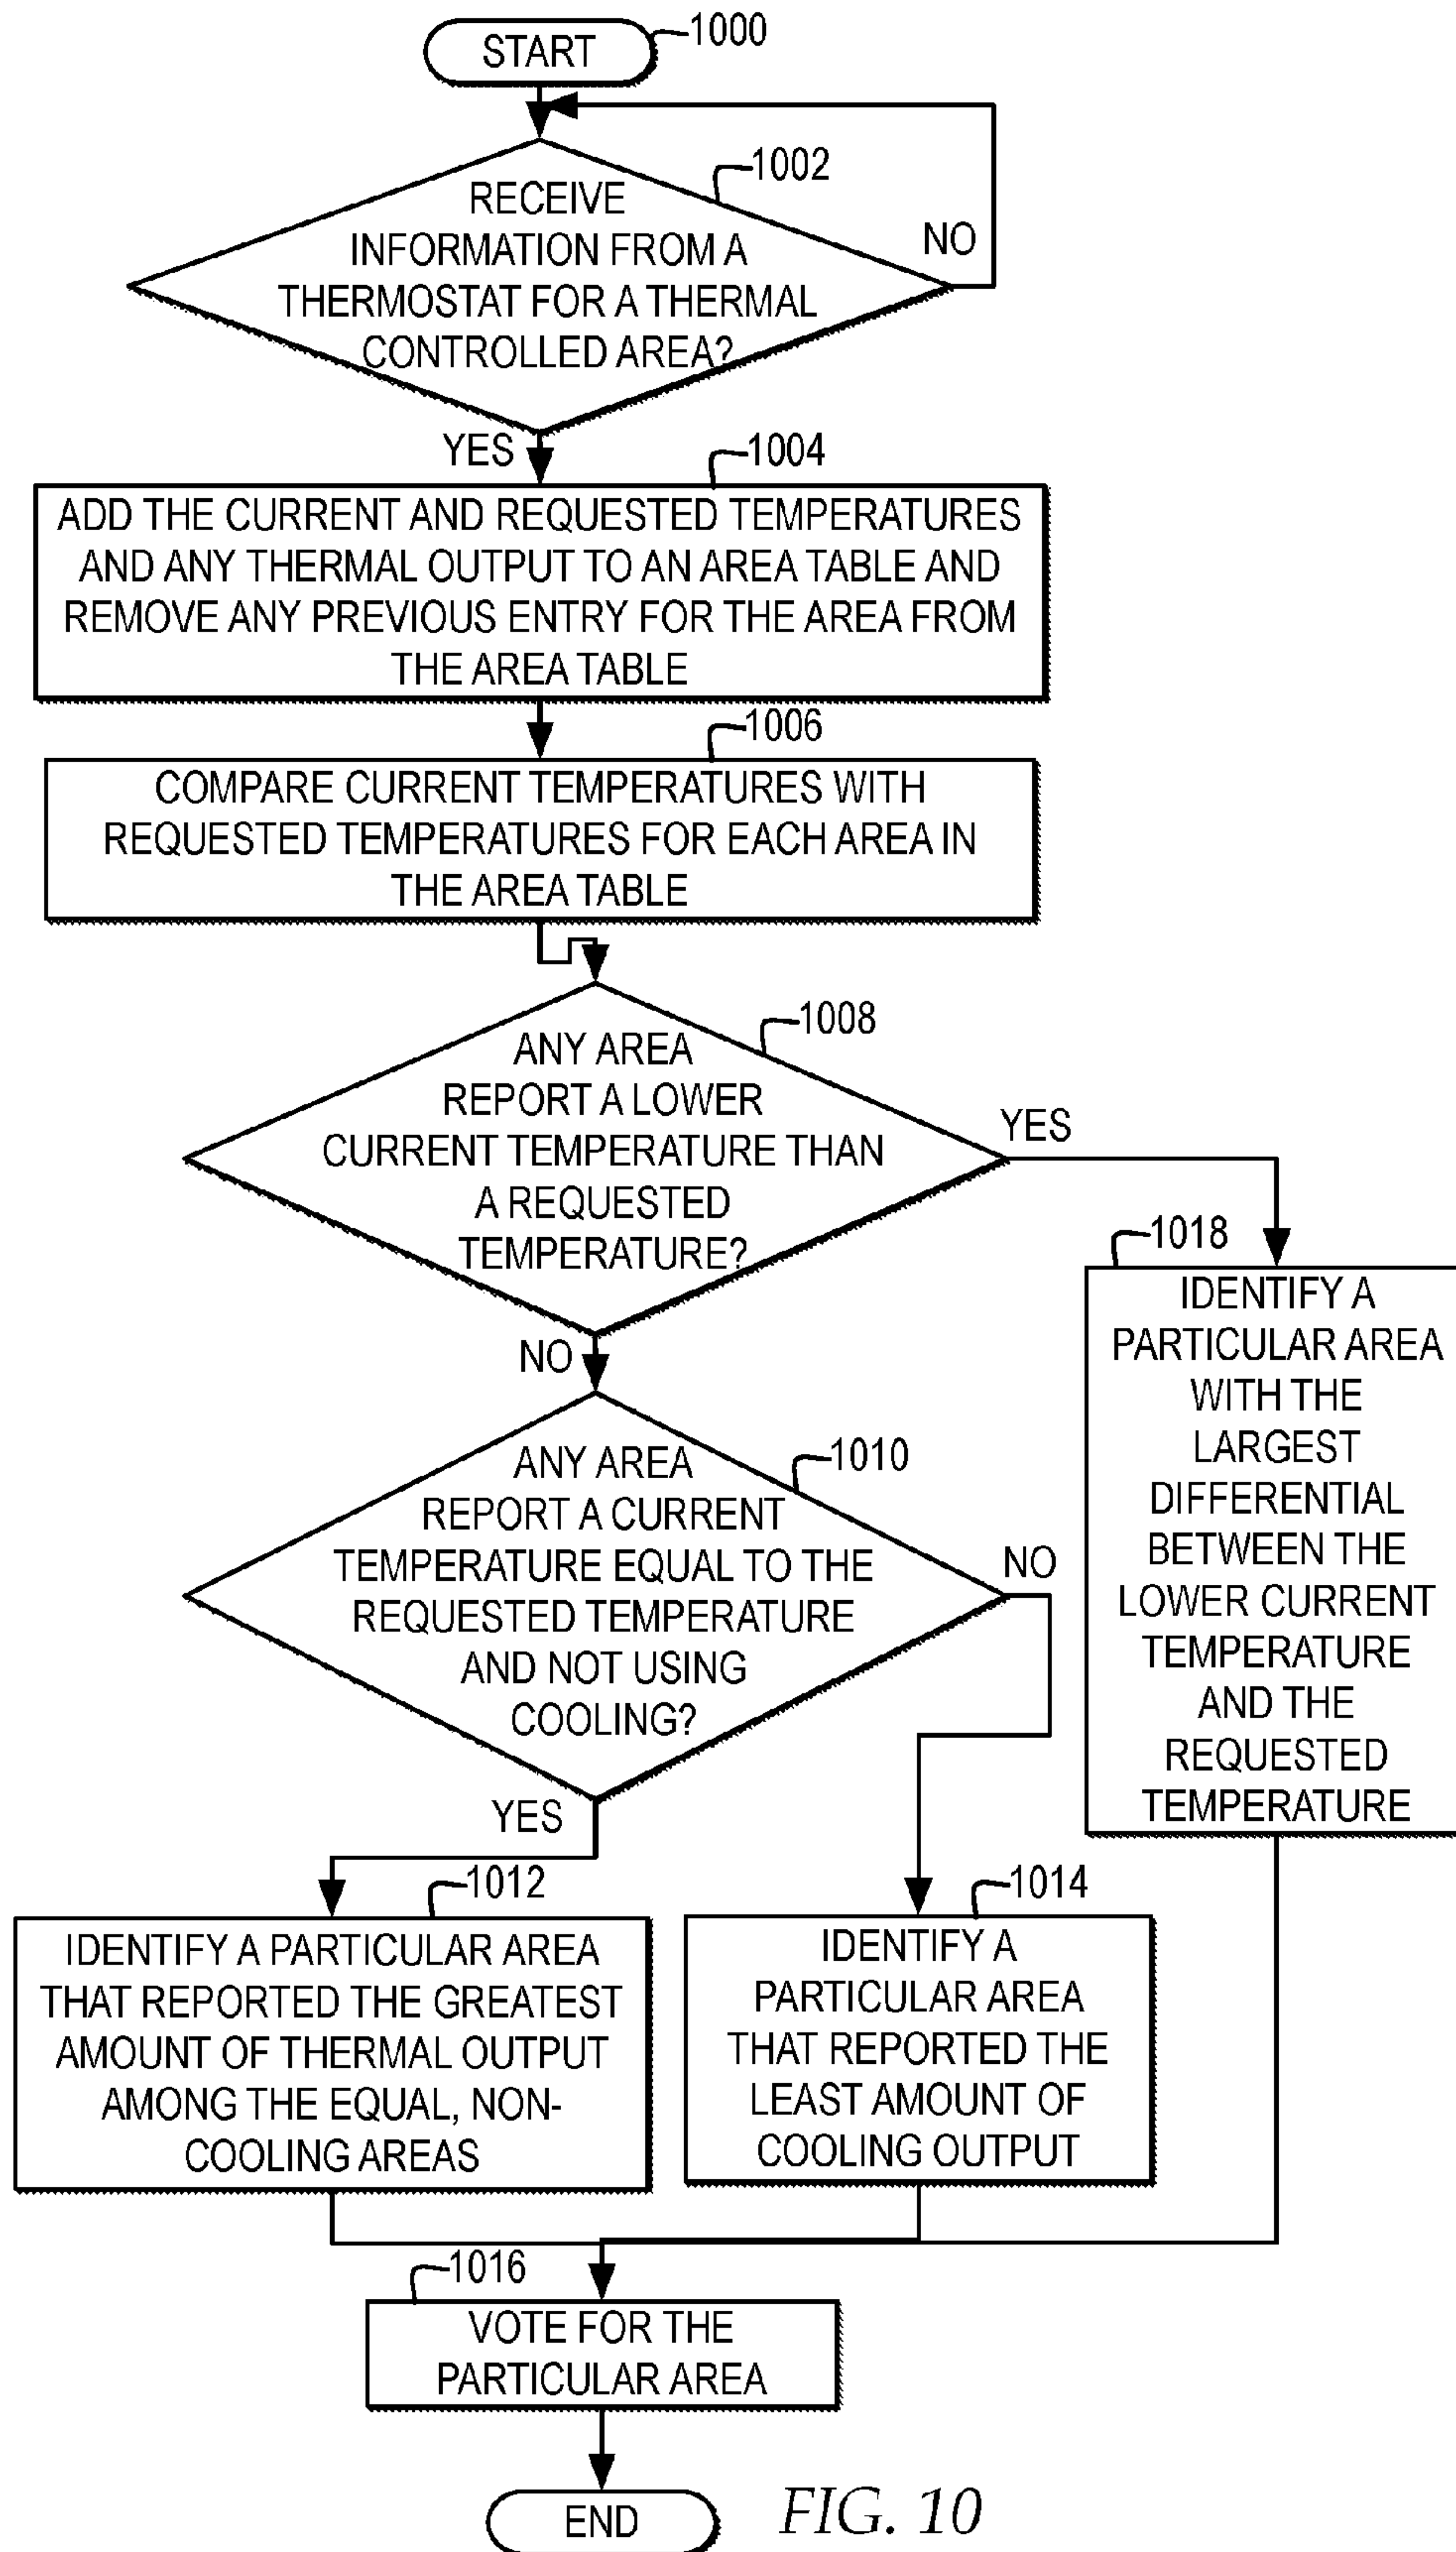 START
1000
1002
RECEIVE
INFORMATION FROM A
THERMOSTAT FOR A THERMAL
CONTROLLED AREA?
NO
YES
1004
ADD THE CURRENT AND REQUESTED TEMPERATURES
AND ANY THERMAL OUTPUT TO AN AREA TABLE AND
REMOVE ANY PREVIOUS ENTRY FOR THE AREA FROM
THE AREA TABLE
1006
COMPARE CURRENT TEMPERATURES WITH
REQUESTED TEMPERATURES FOR EACH AREA IN
THE AREA TABLE
1008
ANY AREA
REPORT A LOWER
CURRENT TEMPERATURE THAN
A REQUESTED
TEMPERATURE?
YES
NO
1018
IDENTIFY A
PARTICULAR AREA
WITH THE
LARGEST
DIFFERENTIAL
BETWEEN THE
LOWER CURRENT
TEMPERATURE
AND THE
REQUESTED
TEMPERATURE
1010
ANY AREA
REPORT A CURRENT
TEMPERATURE EQUAL TO THE
REQUESTED TEMPERATURE
AND NOT USING
COOLING?
NO
YES
1012
IDENTIFY A PARTICULAR AREA
THAT REPORTED THE GREATEST
AMOUNT OF THERMAL OUTPUT
AMONG THE EQUAL, NON-
COOLING AREAS
1014
IDENTIFY A
PARTICULAR AREA
THAT REPORTED THE
LEAST AMOUNT OF
COOLING OUTPUT
1016
VOTE FOR THE
PARTICULAR AREA
END
FIG. 10